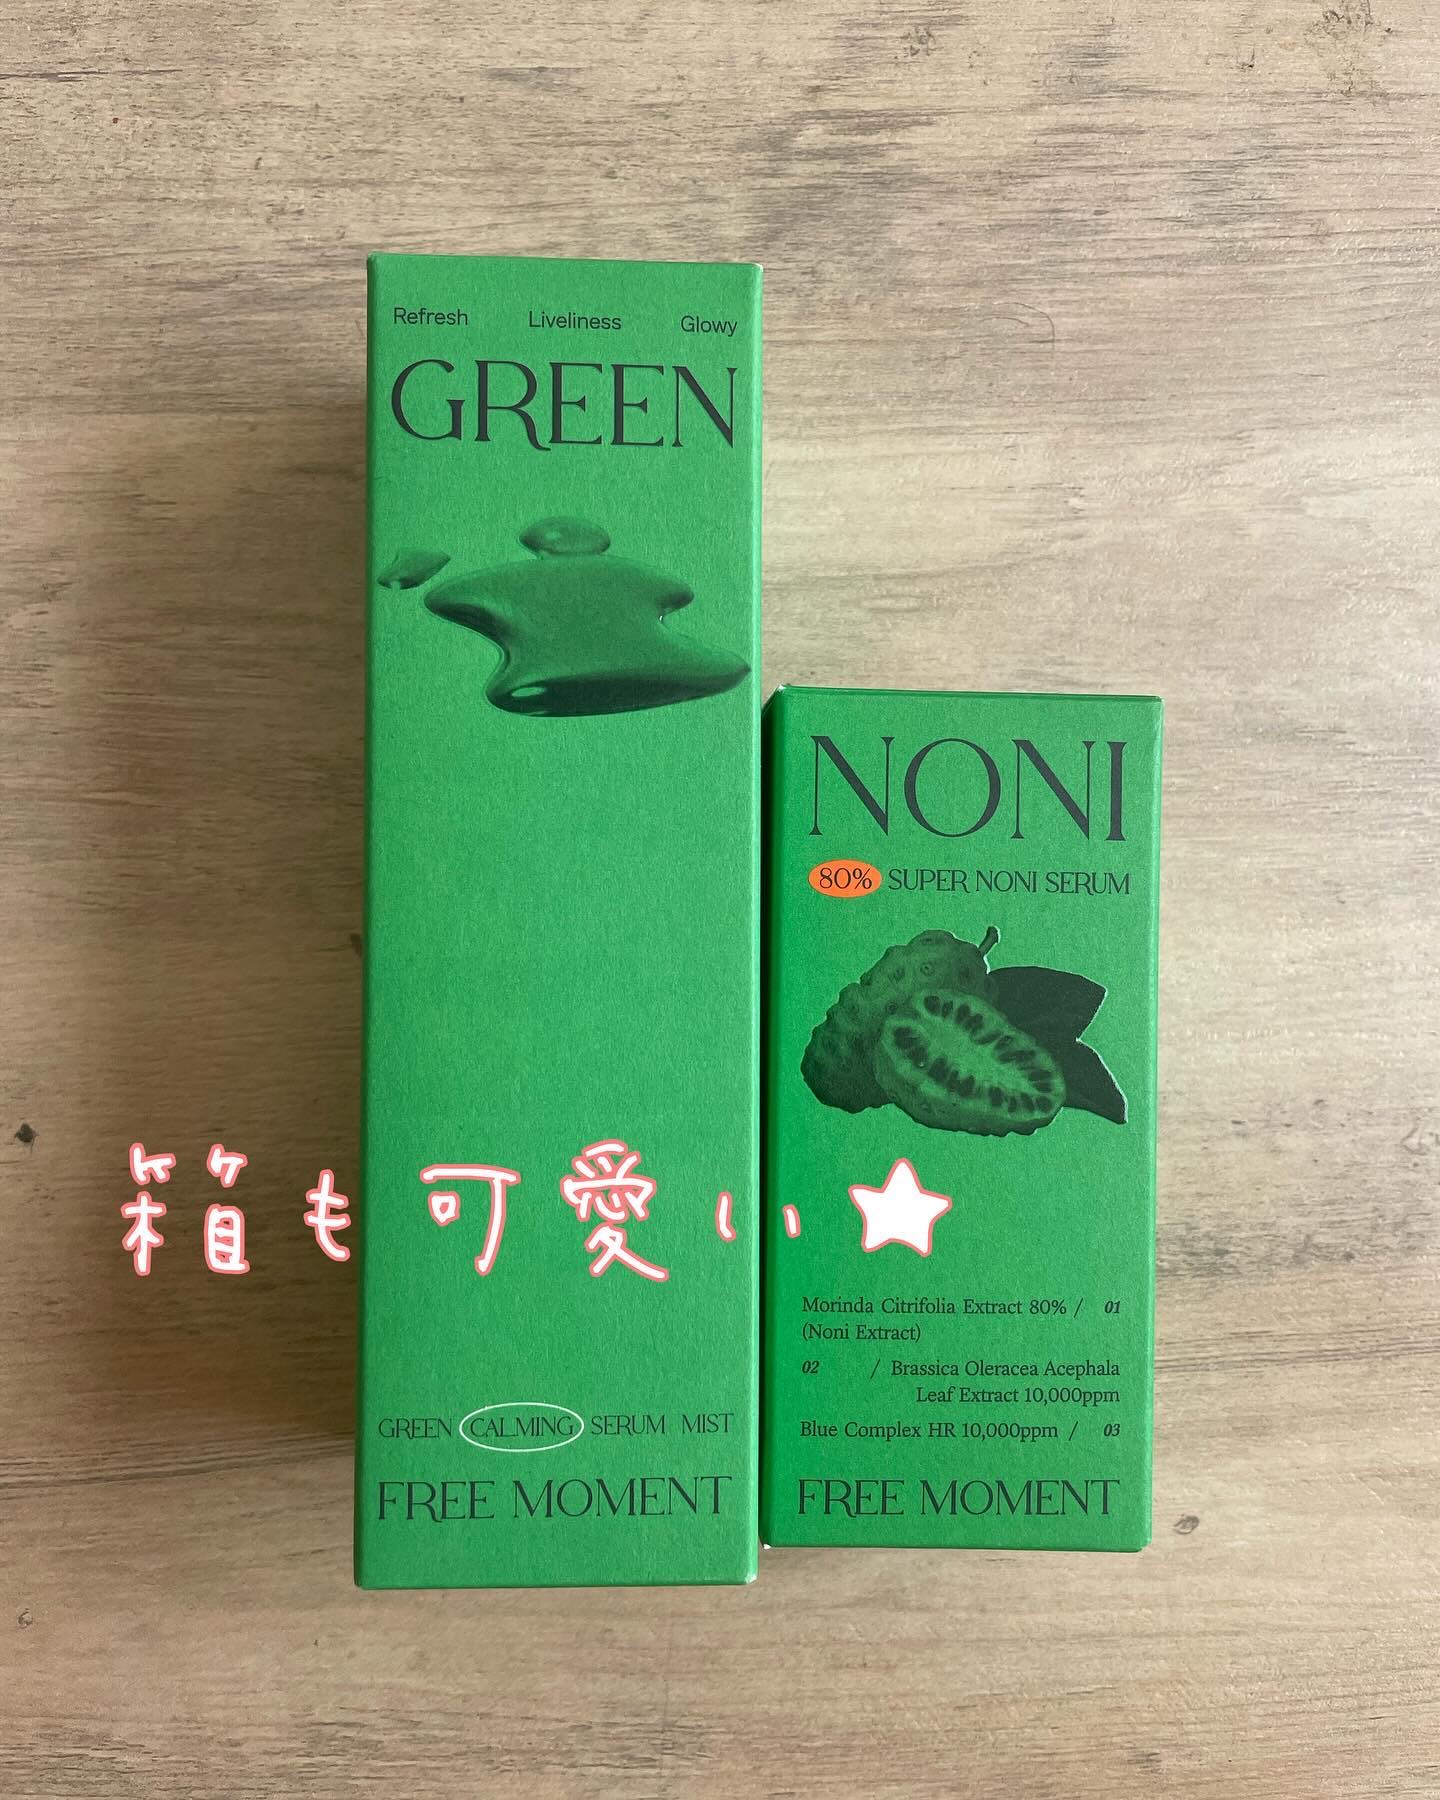 Refresh Liveliness Glowy
GREEN
NONI
80% SUPER NONI SERUM
箱も可愛い★
Morinda Citrifolia Extract 80% / 01
(Noni Extract)
02 / Brassica Oleracea Acephala
Leaf Extract 10,000ppm
Blue Complex HR 10,000ppm / 03
GREEN CALMING SERUM MIST
FREE MOMENT
FREE MOMENT